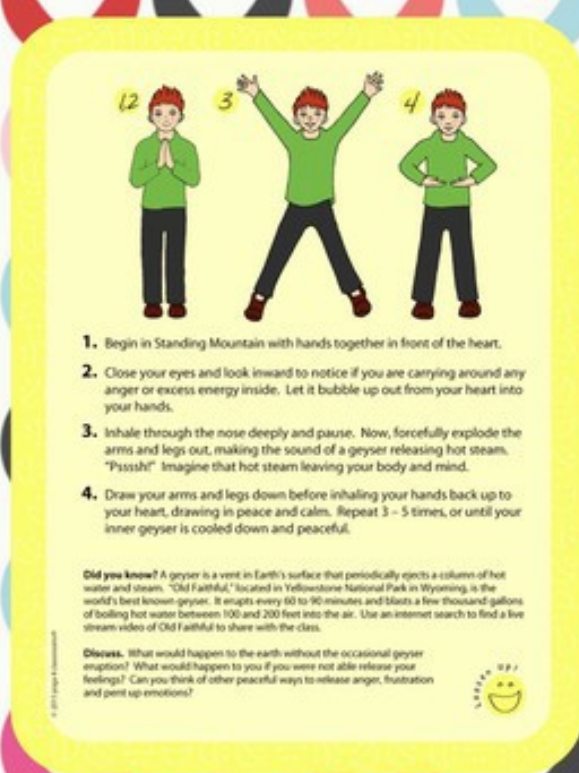 1,2 3 4
1. Begin in Standing Mountain with hands together in front of the heart.
2. Close your eyes and look inward to notice if you are carrying around any
anger or excess energy inside. Let it bubble up out from your heart into
your hands.
3. Inhale through the nose deeply and pause. Now, forcefully explode the
arms and legs out, making the sound of a geyser releasing hot steam.
"Pssssh!" Imagine that hot steam leaving your body and mind.
4. Draw your arms and legs down before inhaling your hands back up to
your heart, drawing in peace and calm. Repeat 3 – 5 times, or until your
inner geyser is cooled down and peaceful.
Did you know? A geyser is a vent in Earth's surface that periodically ejects a column of hot
water and steam. "Old Faithful," located in Yellowstone National Park in Wyoming, is the
world's best known geyser. It erupts every 60 to 90 minutes and blasts a few thousand gallons
of boiling hot water between 100 and 200 feet into the air. Use an internet search to find a live
stream video of Old Faithful to share with the class.
Discuss. What would happen to the earth without the occasional geyser
eruption? What would happen to you if you were not able release your
feelings? Can you think of other peaceful ways to release anger, frustration
and pent up emotions?
Loosen up!